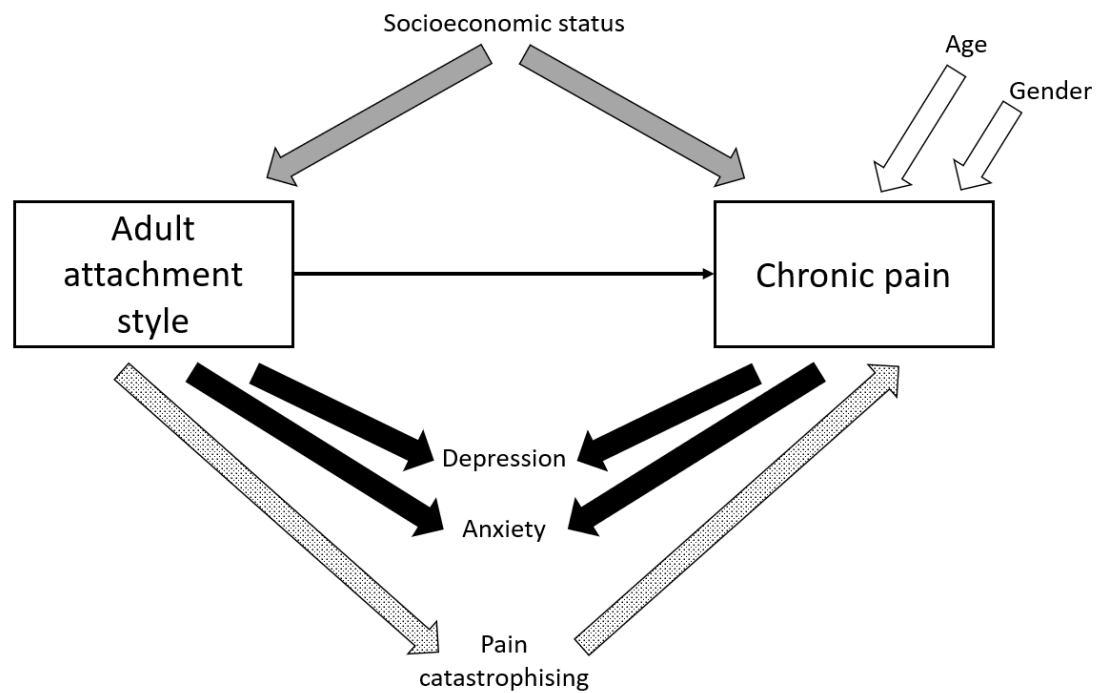 Socioeconomic status
Age
Gender
Adult
attachment
style
Chronic pain
Depression
Anxiety
Pain
catastrophising